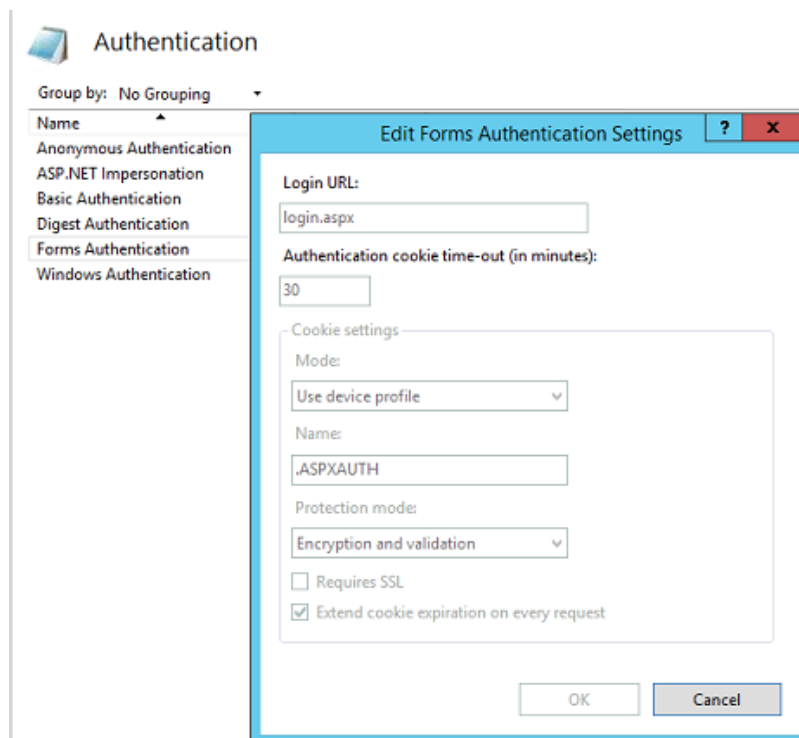 Authentication
Group by: No Grouping
Name
Anonymous Authentication
ASP.NET Impersonation
Basic Authentication
Digest Authentication
Forms Authentication
Windows Authentication
Edit Forms Authentication Settings
? x
Login URL:
login.aspx
Authentication cookie time-out (in minutes):
30
Cookie settings
Mode:
Use device profile
Name:
.ASPXAUTH
Protection mode:
Encryption and validation
Requires SSL
Extend cookie expiration on every request
OK Cancel